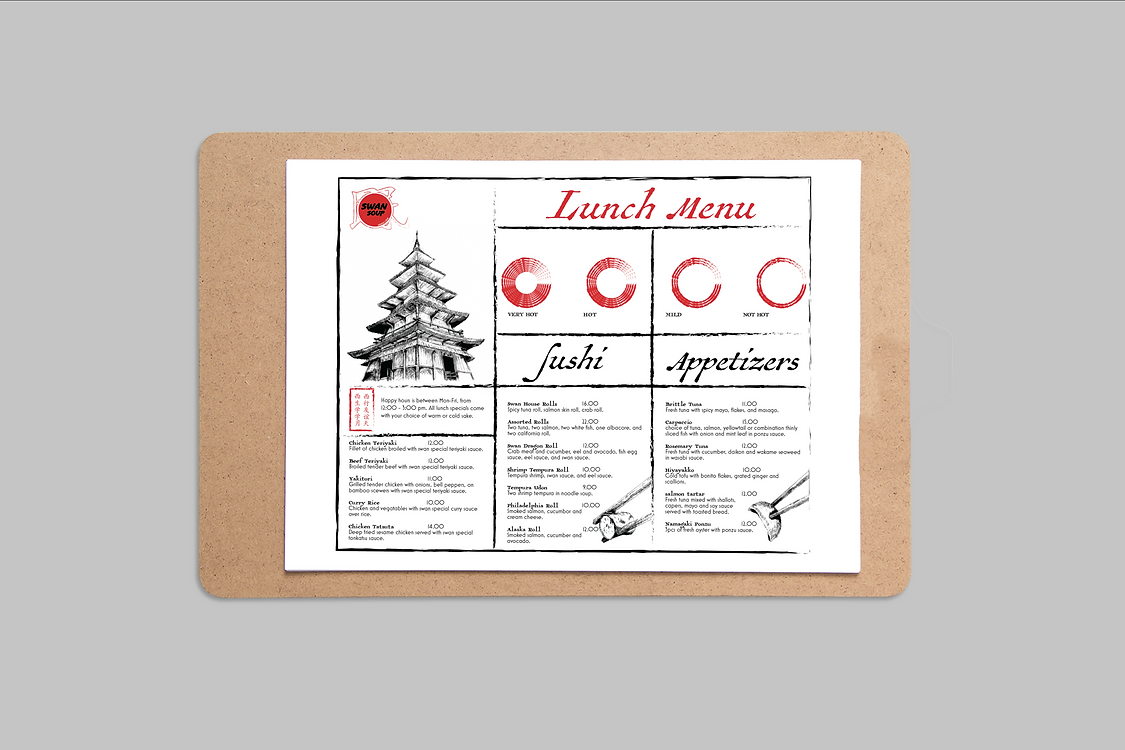 SWAN
SOUP
Lunch Menu
VERY HOT
HOT
MILD
NOT HOT
Sushi
Appetizers
Happy hour is between Mon-Fri, from
12:00 - 3:00 pm. All lunch specials come
with your choice of warm or cold sake.
Chicken Teriyaki 12.00
Fillet of chicken broiled with swan special teriyaki sauce.
Beef Teriyaki 12.00
Broiled tender beef with swan special teriyaki sauce.
Yakitori 11.00
Grilled tender chicken with onions, bell peppers, on
bamboo scewers with swan special teriyaki sauce.
Curry Rice 10.00
Chicken and vegetables with swan special curry sauce
over rice.
Chicken Tatsuta 14.00
Deep fried sesame chicken served with swan special
tonkatsu sauce.
Swan House Rolls 16.00
Spicy tuna roll, salmon skin roll, crab roll.
Assorted Rolls 22.00
Two tuna, two salmon, two white fish, one albacore, and
two california roll.
Swan Dragon Roll 12.00
Crab meat and cucumber, eel and avocado, fish egg
sauce, eel sauce, and swan sauce.
Shrimp Tempura Roll 10.00
Tempura shrimp, swan sauce, and eel sauce.
Tempura Udon 9.00
Two shrimp tempura in noodle soup.
Philadelphia Roll 10.00
Smoked salmon, cucumber and
cream cheese.
Alaska Roll 12.00
Smoked salmon, cucumber and
avocado.
Brittle Tuna 11.00
Fresh tuna with spicy mayo, flakes, and masago.
Carpaccio 15.00
choice of tuna, salmon, yellowtail or combination thinly
sliced fish with onion and mint leaf in ponzu sauce.
Rosemary Tuna 12.00
Fresh tuna with cucumber, daikon and wakame seaweed
in wasabi sauce.
Hiyayakko 10.00
Cold tofu with bonito flakes, grated ginger and
scallions.
salmon tartar 12.00
Fresh tuna mixed with shallots,
capers, mayo and soy sauce
served with toasted bread.
Namagaki Ponzu 12.00
3pcs of fresh oyster with ponzu sauce.